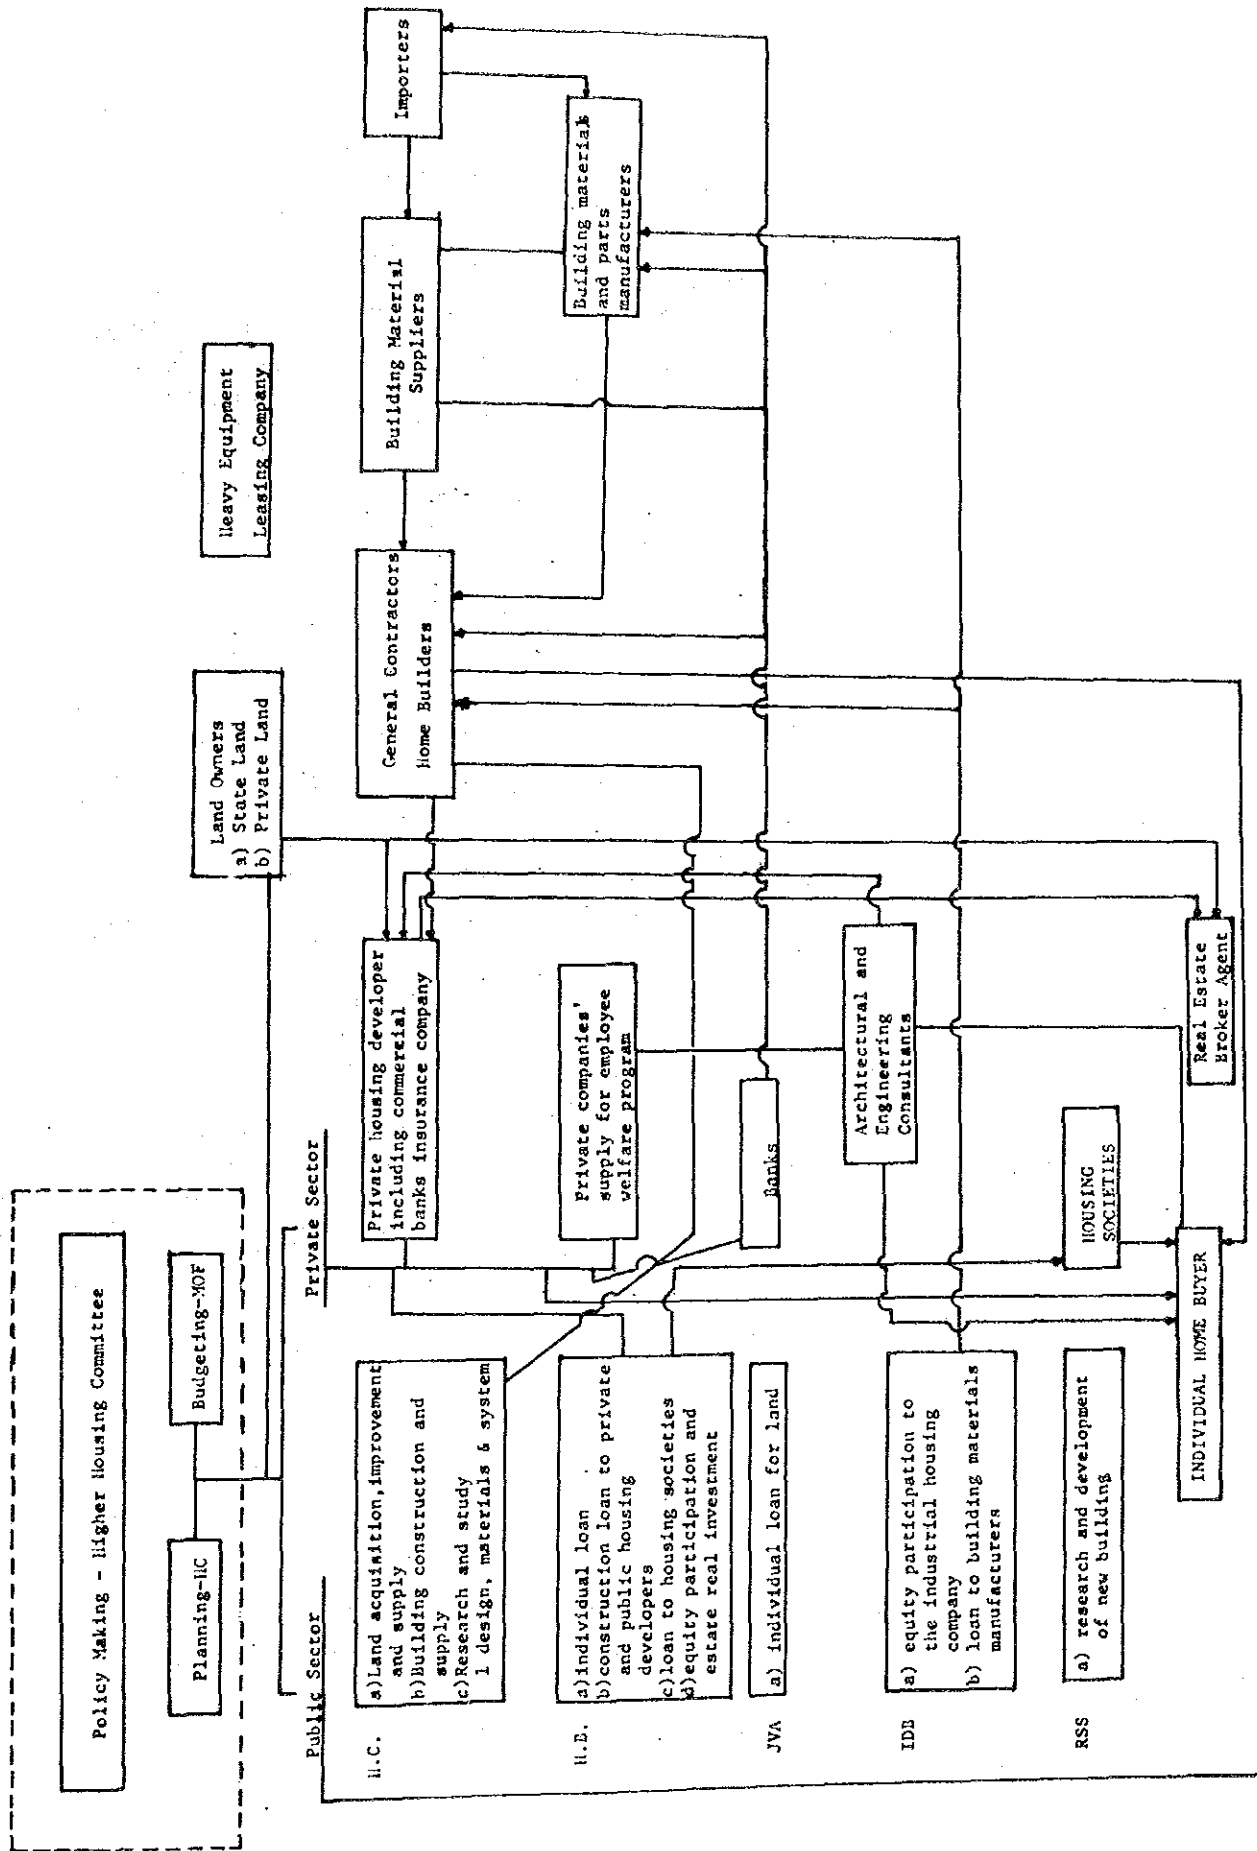 Policy Making - Higher Housing Committee
Planning-HC
Budgeting-MOF
Public Sector
Private Sector
Land Owners
a) State Land
b) Private Land
Heavy Equipment
Leasing Company
H.C.
a)Land acquisition,improvement
and supply
b)Building construction and
supply
c)Research and study
l design, materials & system
Private housing developer
including commercial
banks insurance company
General Contractors
Home Builders
Building Material
Suppliers
Importers
H.B.
a)individual loan
b)construction loan to private
and public housing
developers
c)loan to housing societies
d)equity participation and
estate real investment
Private companies'
supply for employee
welfare program
Building materials
and parts
manufacturers
JVA
a) individual loan for land
Banks
IDB
a) equity participation to
the industrial housing
company
b) loan to building materials
manufacturers
Architectural and
Engineering
Consultants
RSS
a) research and development
of new building
HOUSING
SOCIETIES
INDIVIDUAL HOME BUYER
Real Estate
Broker Agent